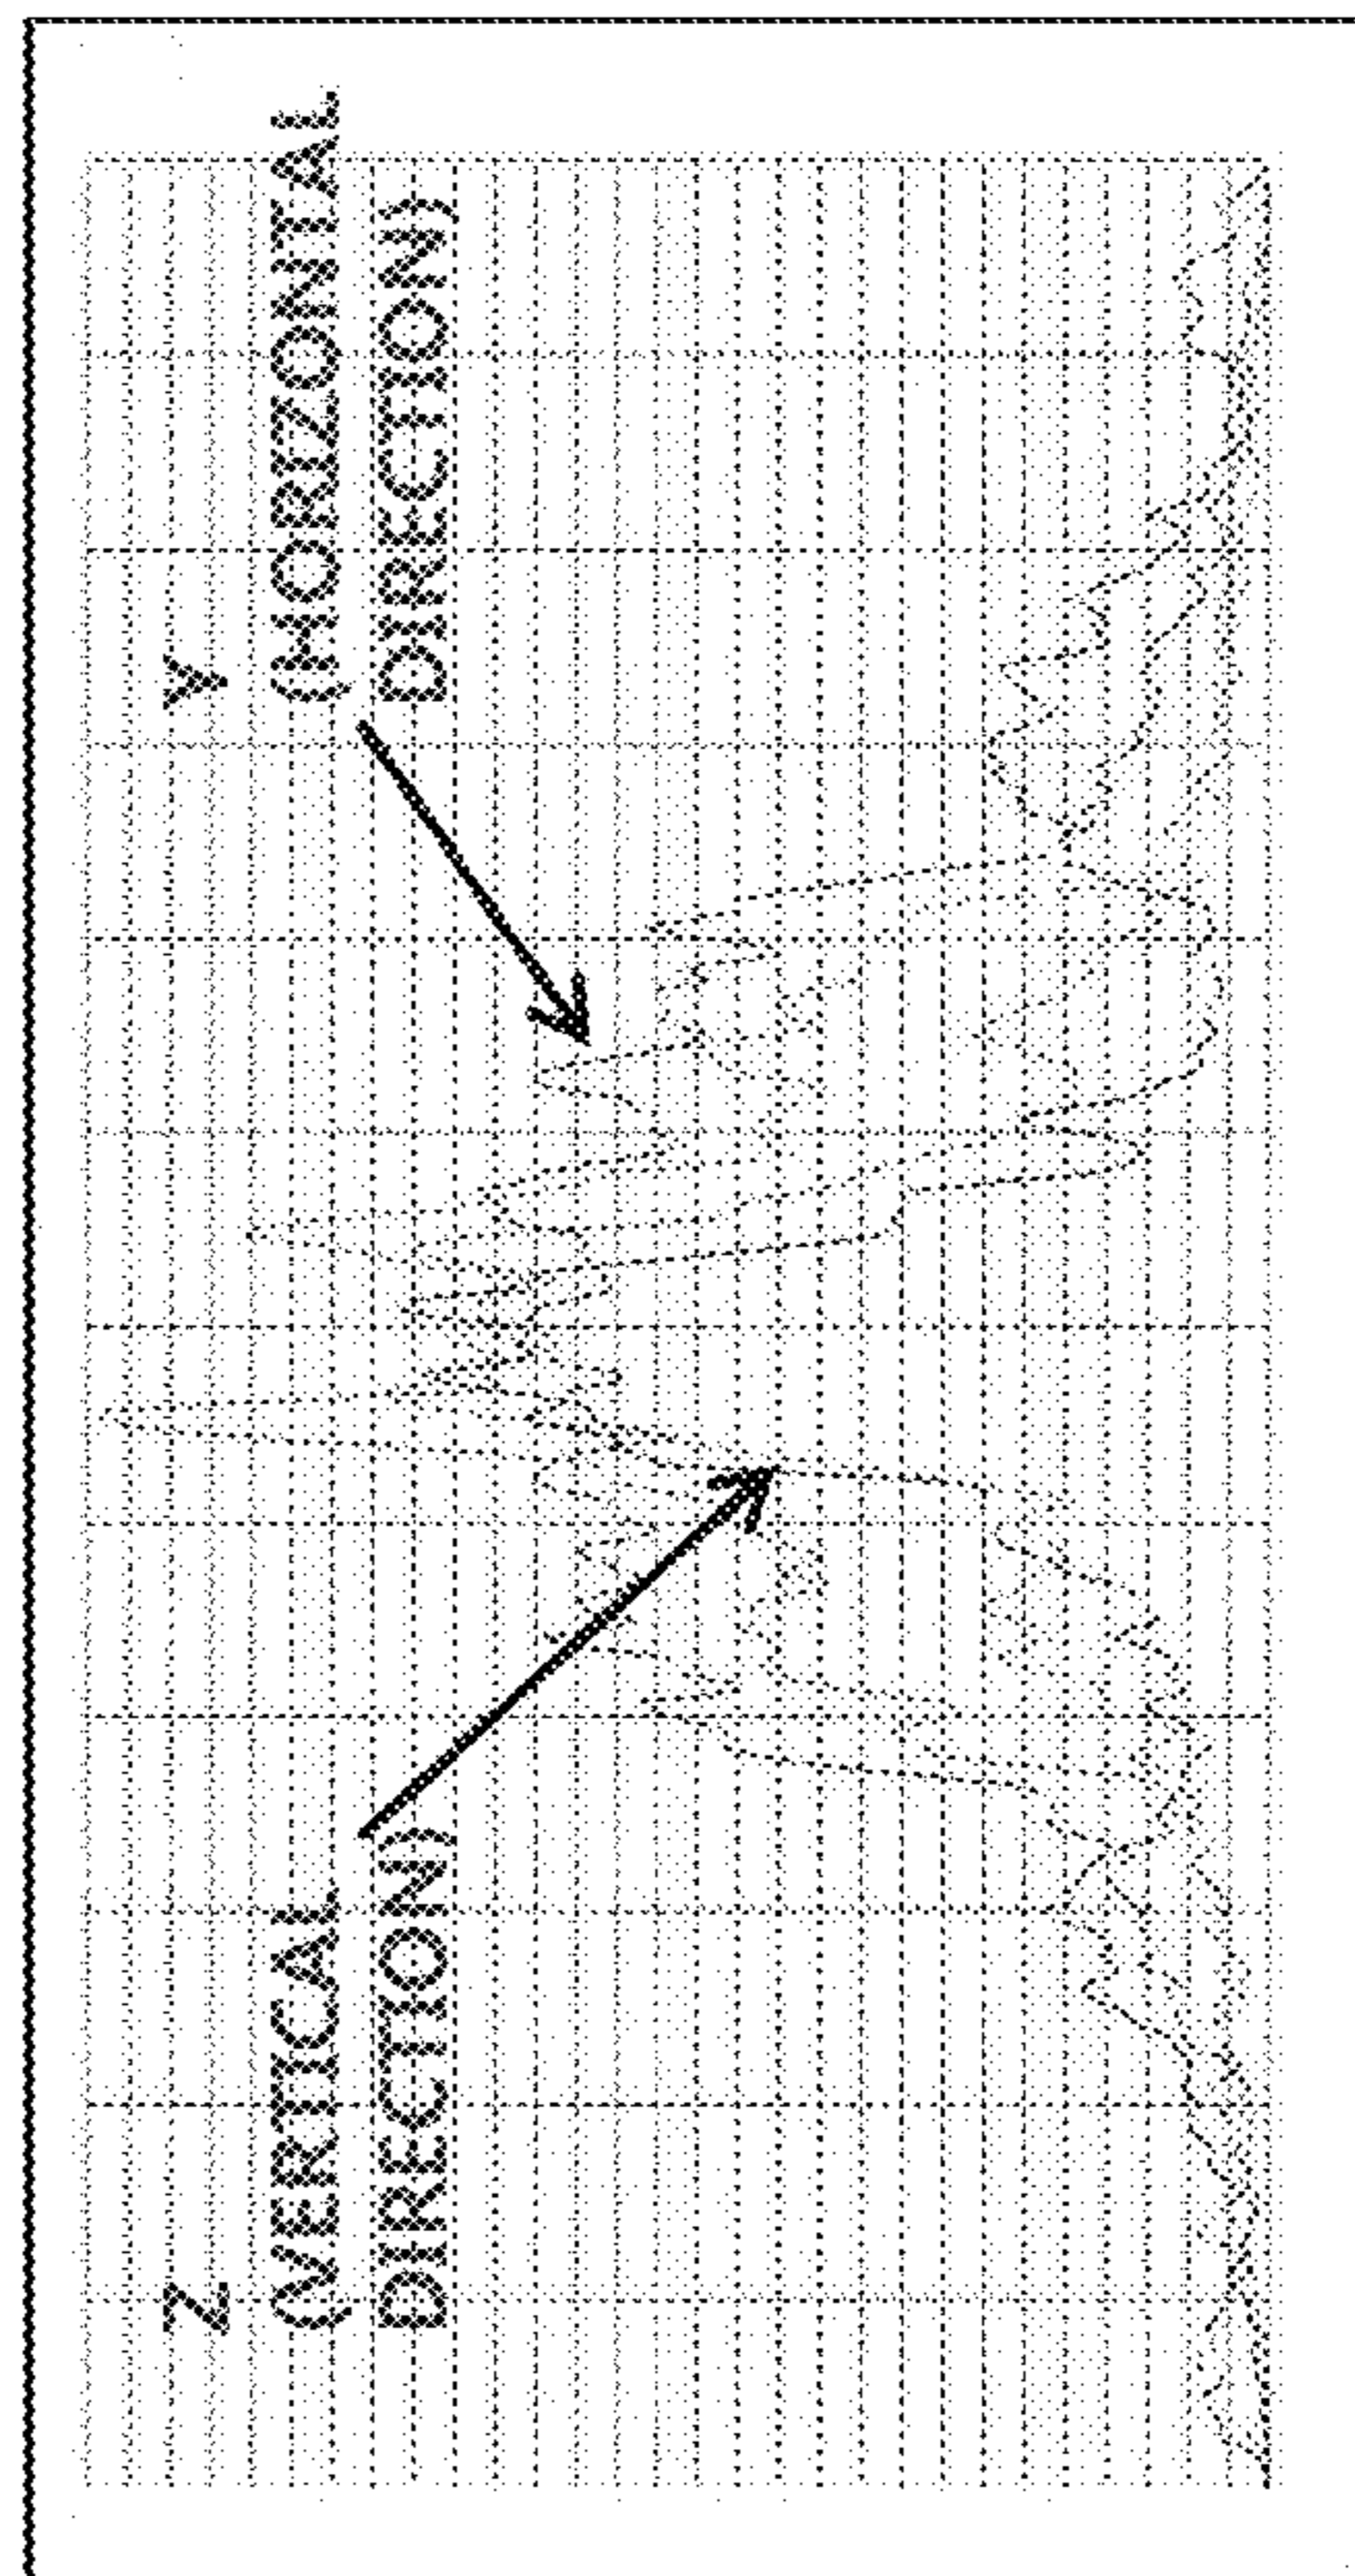 Z
(VERTICAL
DIRECTION)
Y
(HORIZONTAL
DIRECTION)